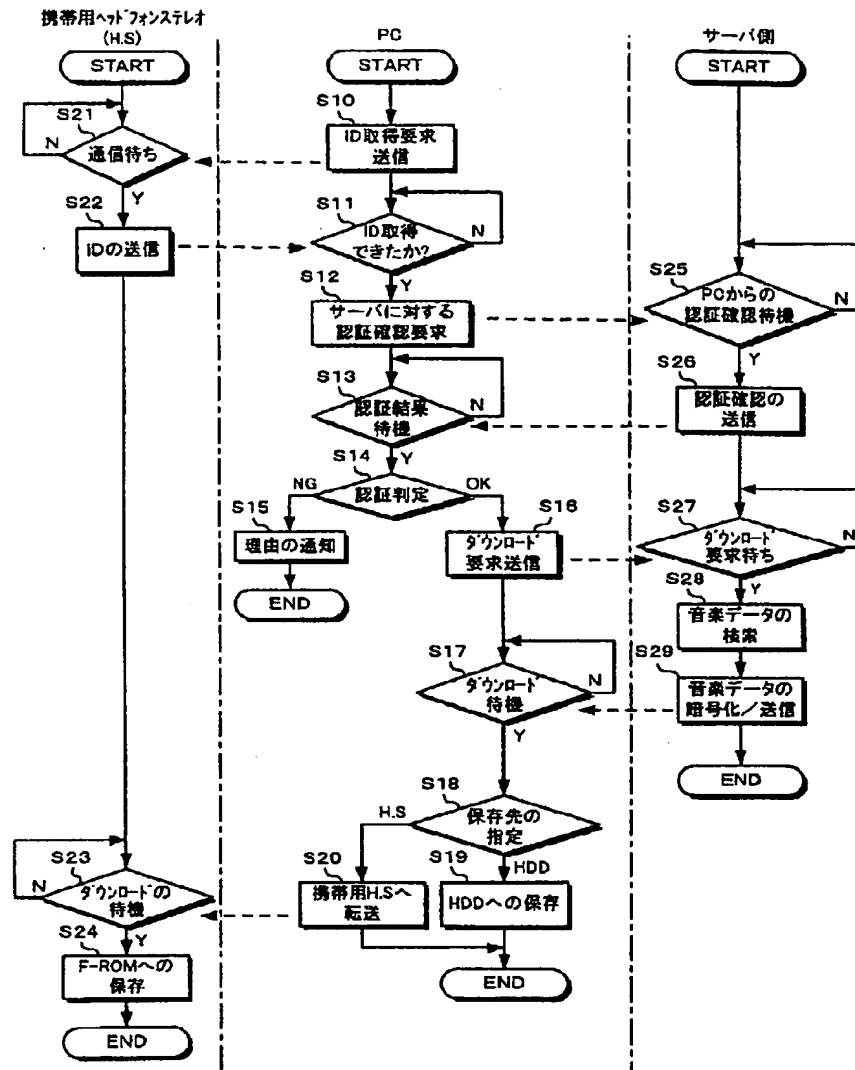 携帯用ヘッドフォンステレオ
(H.S)
START
S21
通信待ち
N
Y
S22
IDの送信
S23
ダウンロードの
待機
N
Y
S24
F-ROMへの
保存
END
PC
START
S10
ID取得要求
送信
S11
ID取得
できたか?
N
Y
S12
サーバに対する
認証確認要求
S13
認証結果
待機
N
Y
S14
認証判定
NG
OK
S15
理由の通知
END
S16
ダウンロード
要求送信
S17
ダウンロード
待機
N
Y
S18
保存先の
指定
H.S
HDD
S20
携帯用H.Sへ
転送
S19
HDDへの保存
END
サーバ側
START
S25
PCからの
認証確認待機
N
Y
S26
認証確認の
送信
S27
ダウンロード
要求待ち
N
Y
S28
音楽データの
検索
S29
音楽データの
暗号化/送信
END